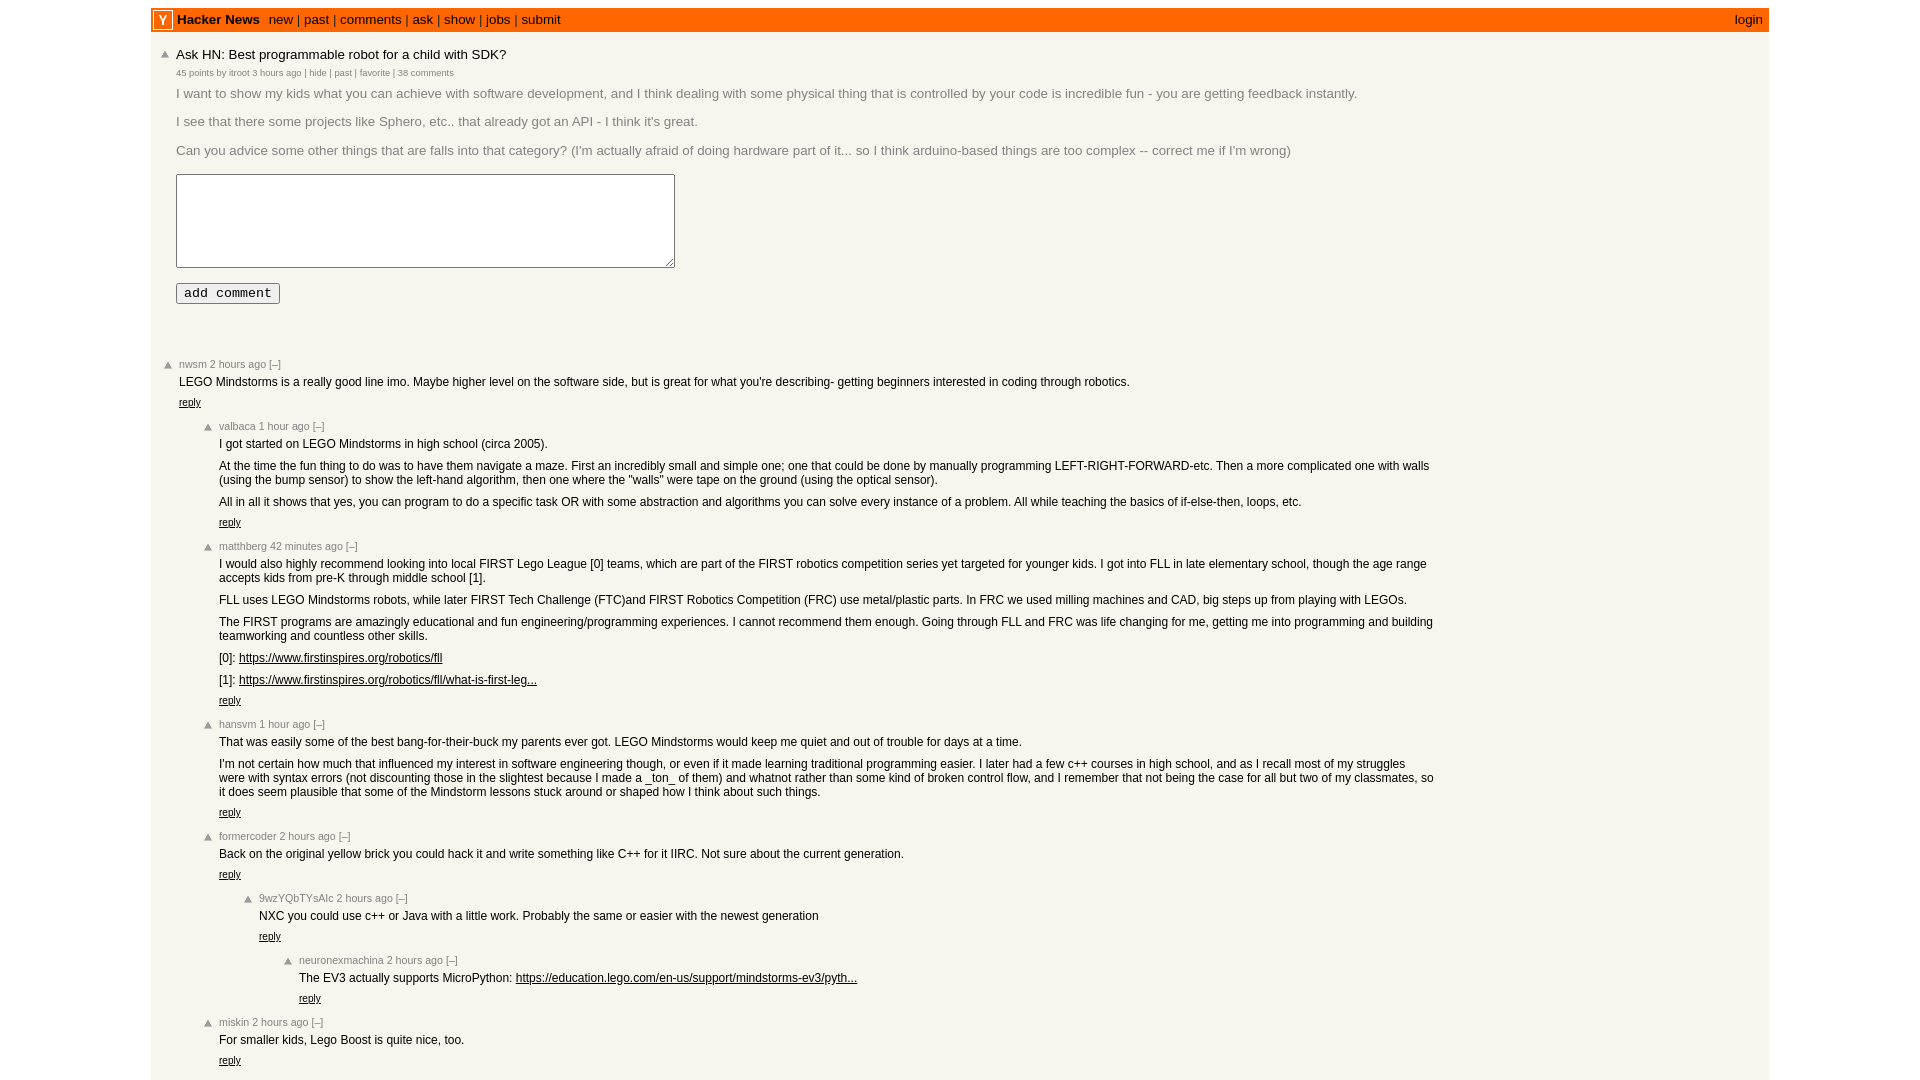 Y Hacker News new | past | comments | ask | show | jobs | submit login
Ask HN: Best programmable robot for a child with SDK?
45 points by itroot 3 hours ago | hide | past | favorite | 38 comments
I want to show my kids what you can achieve with software development, and I think dealing with some physical thing that is controlled by your code is incredible fun - you are getting feedback instantly.
I see that there some projects like Sphero, etc.. that already got an API - I think it's great.
Can you advice some other things that are falls into that category? (I'm actually afraid of doing hardware part of it... so I think arduino-based things are too complex -- correct me if I'm wrong)
add comment
nwsm 2 hours ago [–]
LEGO Mindstorms is a really good line imo. Maybe higher level on the software side, but is great for what you're describing- getting beginners interested in coding through robotics.
reply
valbaca 1 hour ago [–]
I got started on LEGO Mindstorms in high school (circa 2005).
At the time the fun thing to do was to have them navigate a maze. First an incredibly small and simple one; one that could be done by manually programming LEFT-RIGHT-FORWARD-etc. Then a more complicated one with walls
(using the bump sensor) to show the left-hand algorithm, then one where the "walls" were tape on the ground (using the optical sensor).
All in all it shows that yes, you can program to do a specific task OR with some abstraction and algorithms you can solve every instance of a problem. All while teaching the basics of if-else-then, loops, etc.
reply
matthberg 42 minutes ago [–]
I would also highly recommend looking into local FIRST Lego League [0] teams, which are part of the FIRST robotics competition series yet targeted for younger kids. I got into FLL in late elementary school, though the age range
accepts kids from pre-K through middle school [1].
FLL uses LEGO Mindstorms robots, while later FIRST Tech Challenge (FTC)and FIRST Robotics Competition (FRC) use metal/plastic parts. In FRC we used milling machines and CAD, big steps up from playing with LEGOs.
The FIRST programs are amazingly educational and fun engineering/programming experiences. I cannot recommend them enough. Going through FLL and FRC was life changing for me, getting me into programming and building
teamworking and countless other skills.
[0]: https://www.firstinspires.org/robotics/fll
[1]: https://www.firstinspires.org/robotics/fll/what-is-first-leg...
reply
hansvm 1 hour ago [–]
That was easily some of the best bang-for-their-buck my parents ever got. LEGO Mindstorms would keep me quiet and out of trouble for days at a time.
I'm not certain how much that influenced my interest in software engineering though, or even if it made learning traditional programming easier. I later had a few c++ courses in high school, and as I recall most of my struggles
were with syntax errors (not discounting those in the slightest because I made a _ton_ of them) and whatnot rather than some kind of broken control flow, and I remember that not being the case for all but two of my classmates, so
it does seem plausible that some of the Mindstorm lessons stuck around or shaped how I think about such things.
reply
formercoder 2 hours ago [–]
Back on the original yellow brick you could hack it and write something like C++ for it IIRC. Not sure about the current generation.
reply
9wzYQbTYsAIc 2 hours ago [–]
NXC you could use c++ or Java with a little work. Probably the same or easier with the newest generation
reply
neuronexmachina 2 hours ago [–]
The EV3 actually supports MicroPython: https://education.lego.com/en-us/support/mindstorms-ev3/pyth...
reply
miskin 2 hours ago [–]
For smaller kids, Lego Boost is quite nice, too.
reply